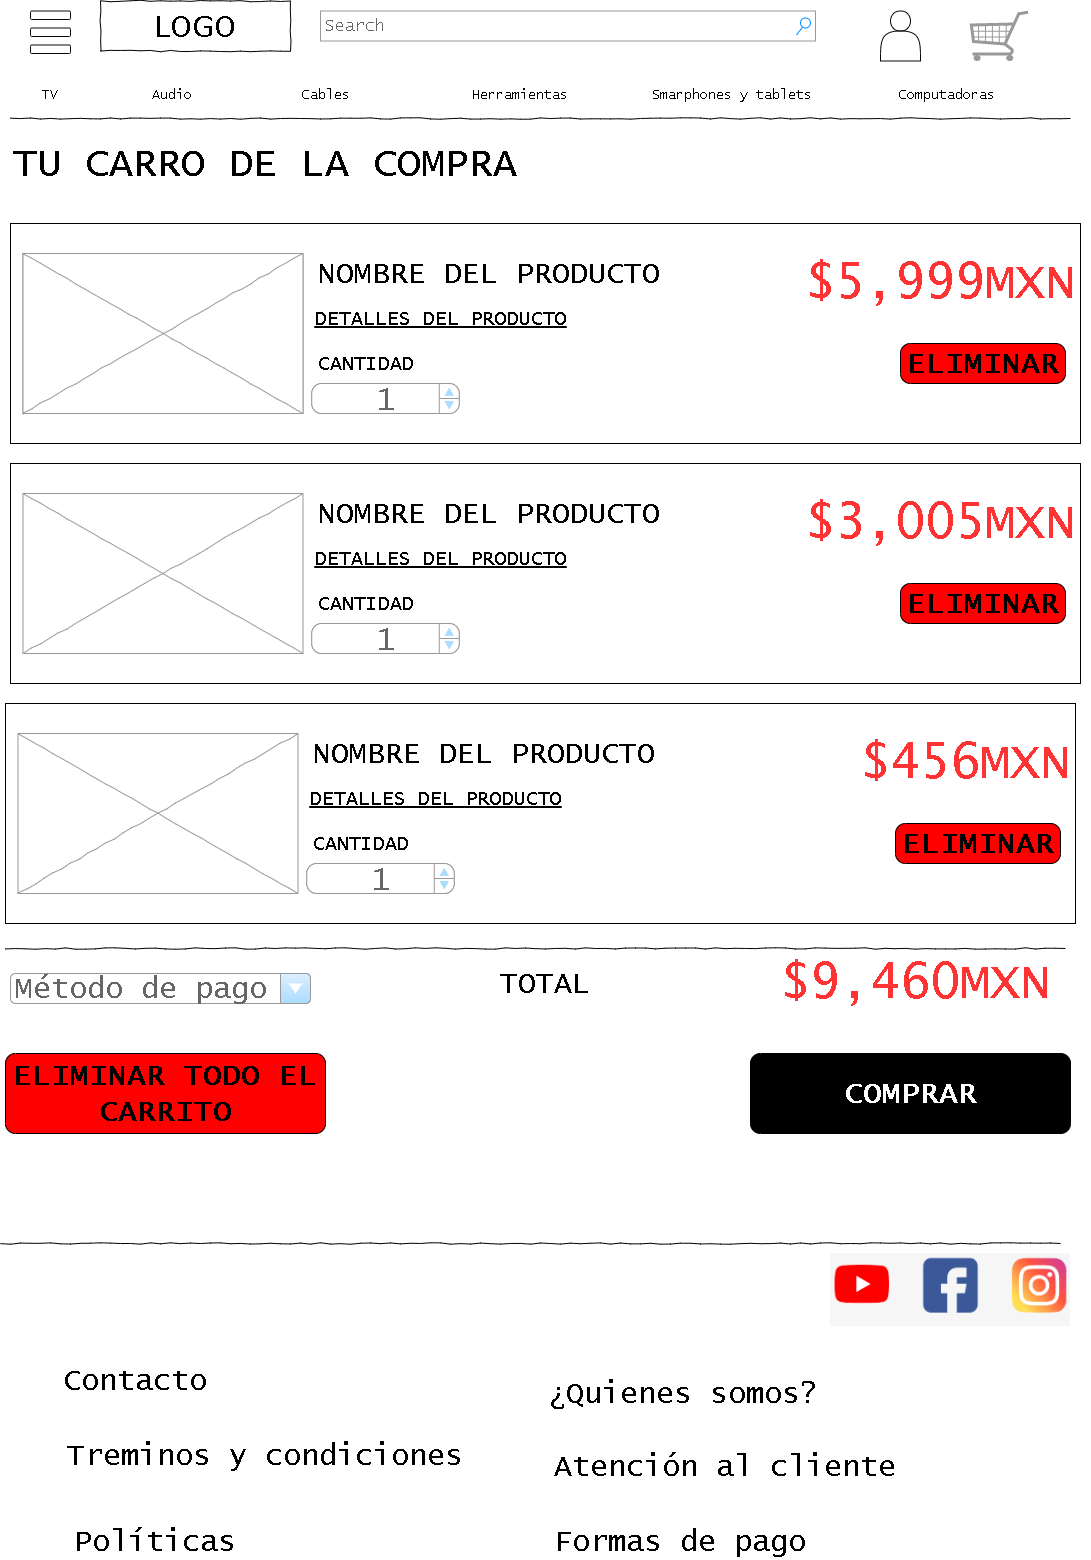 LOGO
Search
TV Audio Cables Herramientas Smarphones y tablets Computadoras
TU CARRO DE LA COMPRA
NOMBRE DEL PRODUCTO
$5,999MXN
DETALLES DEL PRODUCTO
CANTIDAD
ELIMINAR
1
NOMBRE DEL PRODUCTO
$3,005MXN
DETALLES DEL PRODUCTO
CANTIDAD
ELIMINAR
1
NOMBRE DEL PRODUCTO
$456MXN
DETALLES DEL PRODUCTO
CANTIDAD
ELIMINAR
1
Método de pago
TOTAL
$9,460MXN
ELIMINAR TODO EL
CARRITO
COMPRAR
Contacto
¿Quienes somos?
Treminos y condiciones
Atención al cliente
Políticas
Formas de pago